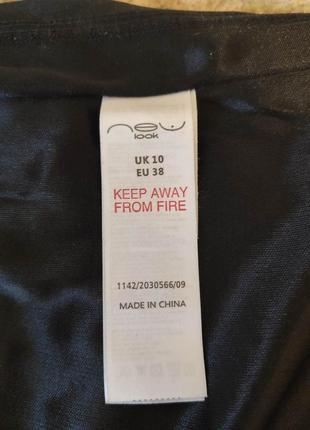 new
look
UK 10
EU 38
KEEP AWAY
FROM FIRE
1142/2030566/09
MADE IN CHINA